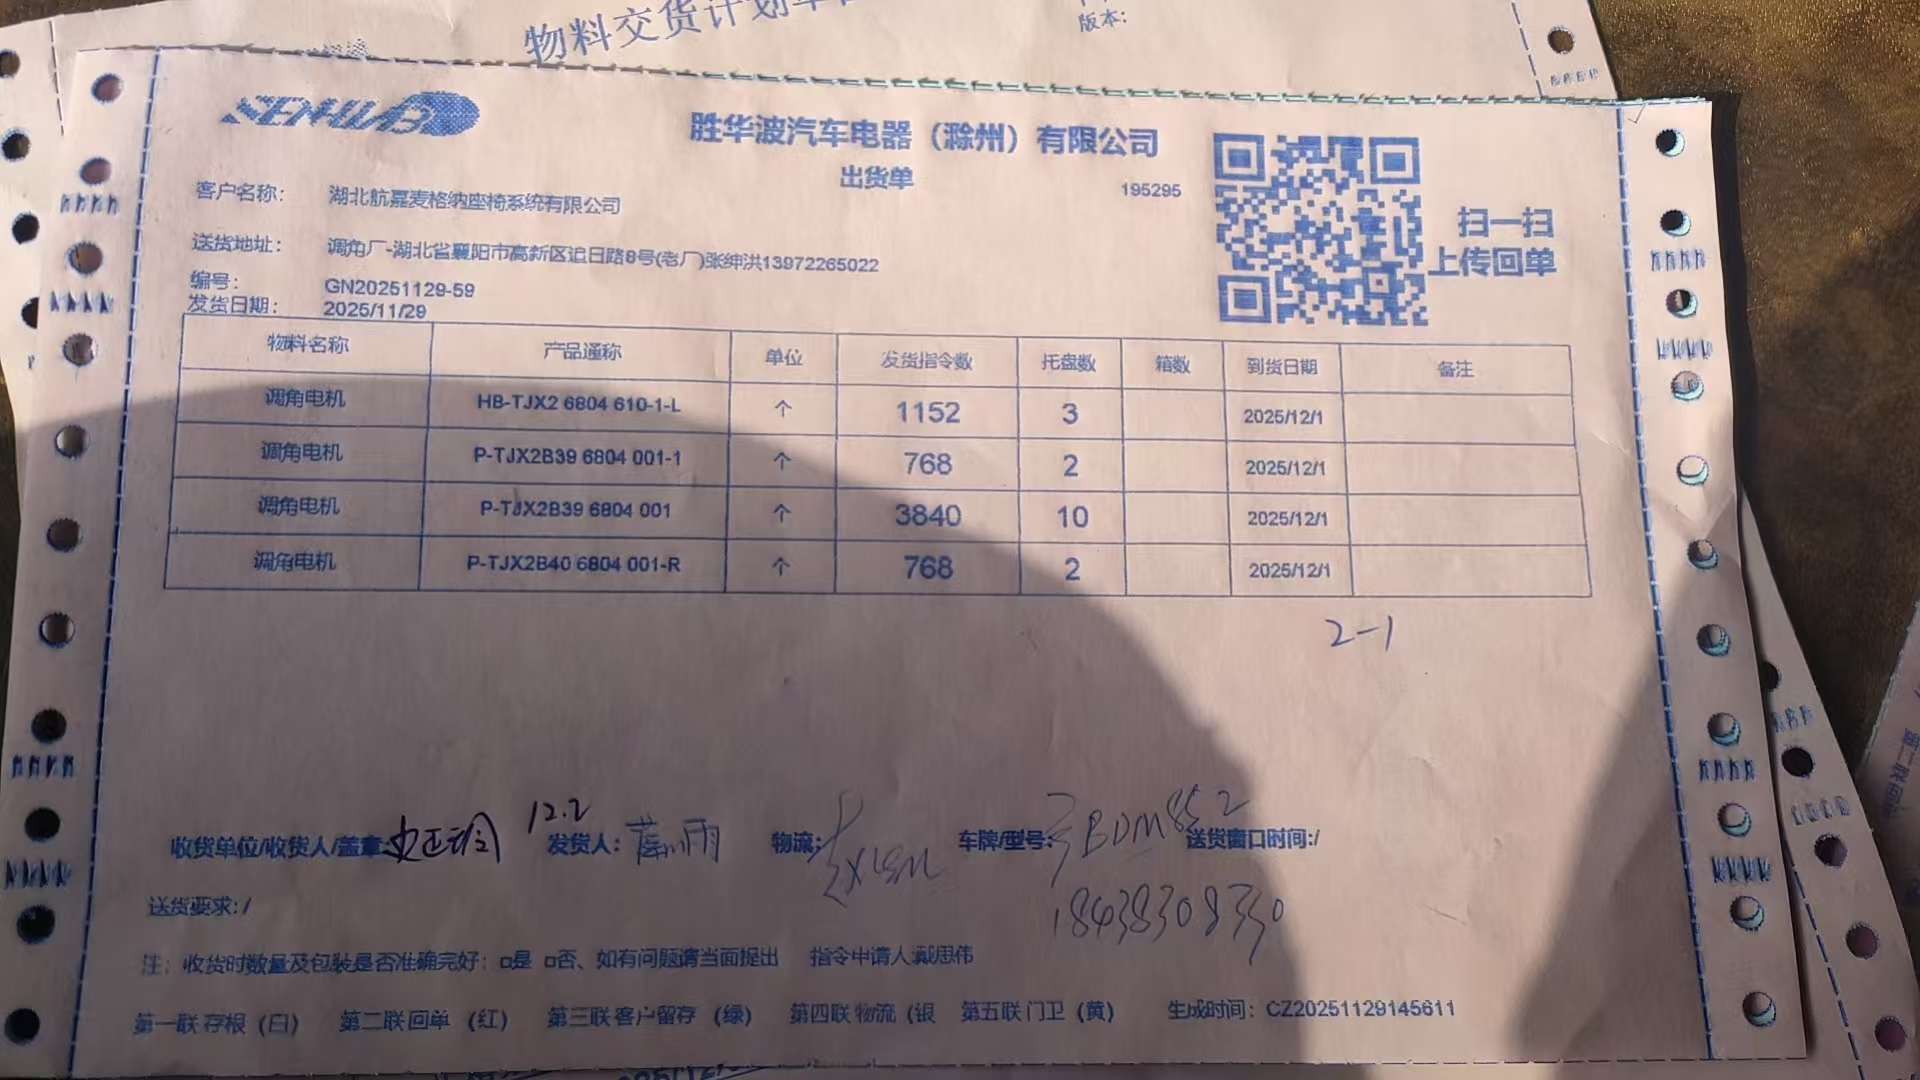 物料交货计划单
版本：
SENHWAB
胜华波汽车电器（滁州）有限公司
出货单
195295
扫一扫
上传回单
客户名称： 湖北航嘉麦格纳座椅系统有限公司
送货地址： 调角厂-湖北省襄阳市高新区追日路8号(老厂)张绅洪13972265022
编号： GN20251129-59
发货日期： 2025/11/29
物料名称 产品通称 单位 发货指令数 托盘数 箱数 到货日期 备注
调角电机 HB-TJX2 6804 610-1-L 个 1152 3 2025/12/1
调角电机 P-TJX2B39 6804 001-1 个 768 2 2025/12/1
调角电机 P-TJX2B39 6804 001 个 3840 10 2025/12/1
调角电机 P-TJX2B40 6804 001-R 个 768 2 2025/12/1
2-1
12.2
收货单位/收货人/盖章: 发货人： 物流: 车牌/型号: BDM852 送货窗口时间:/
18438308330
送货要求:/
注：收货时数量及包装是否准确完好：□是 □否、如有问题请当面提出 指令申请人:戴思伟
第一联 存根（白） 第二联 回单（红） 第三联 客户留存（绿） 第四联 物流（银 第五联 门卫（黄） 生成时间：CZ20251129145611